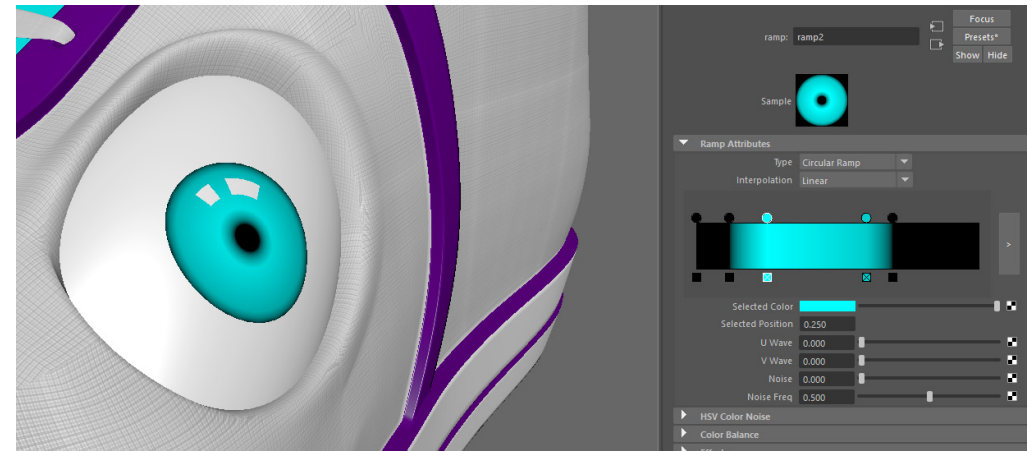 Focus
ramp: ramp2
Presets*
Show Hide
Sample
Ramp Attributes
Type Circular Ramp
Interpolation Linear
>
Selected Color
Selected Position 0.250
U Wave 0.000
V Wave 0.000
Noise 0.000
Noise Freq 0.500
HSV Color Noise
Color Balance